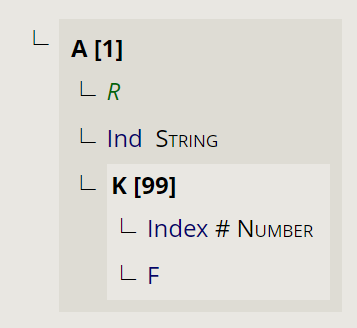 A [1]
R
Ind String
K [99]
Index # Number
F